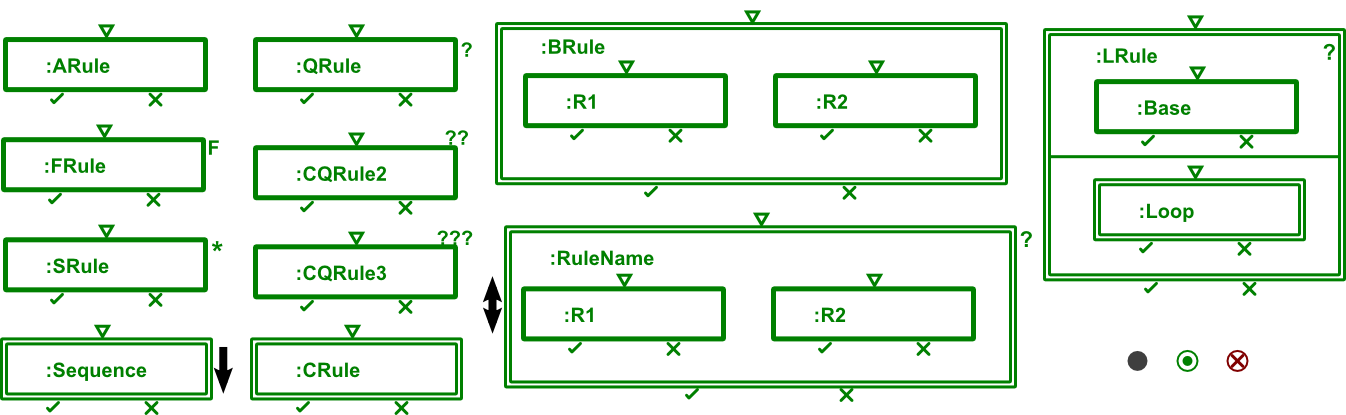 :ARule
:FRule
F
:SRule
*
:Sequence
:QRule
?
:CQRule2
??
:CQRule3
???
:CRule
:BRule
:R1
:R2
:RuleName
?
:R1
:R2
:LRule
?
:Base
:Loop